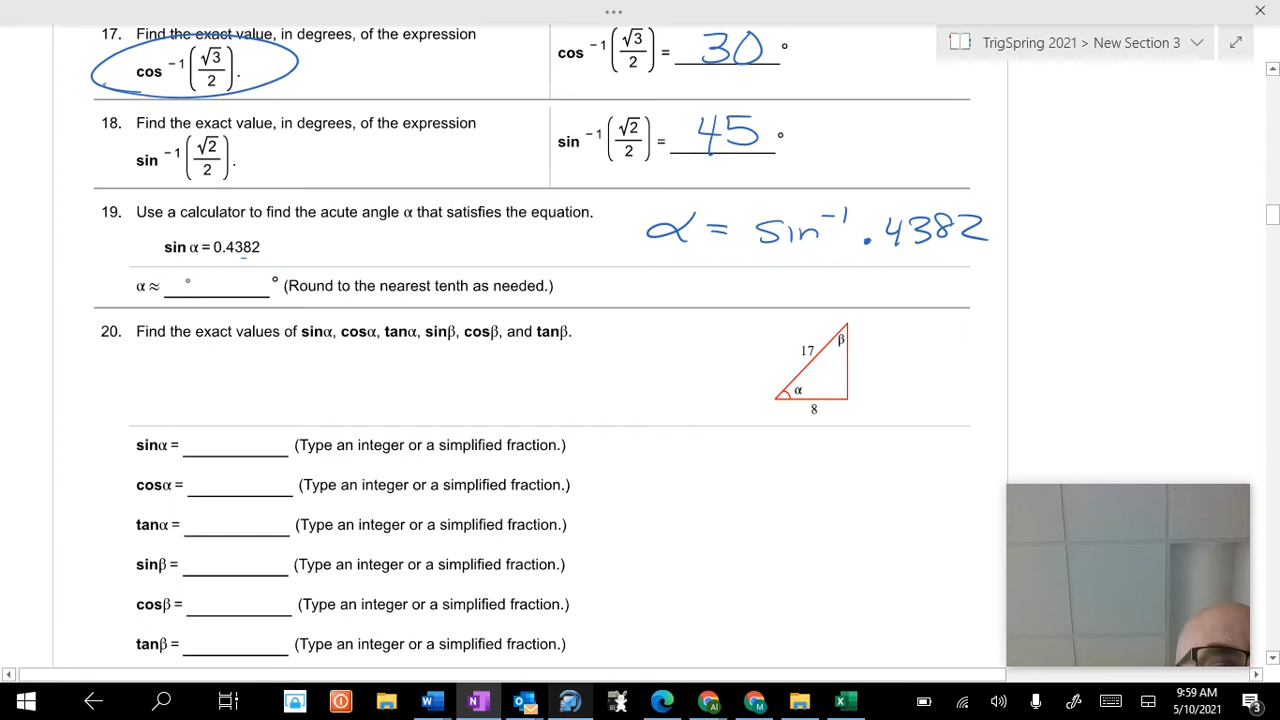 TrigSpring 2021 > New Section 3
17. Find the exact value, in degrees, of the expression
cos⁻¹(√3/2).
cos⁻¹(√3/2) = 30°
18. Find the exact value, in degrees, of the expression
sin⁻¹(√2/2).
sin⁻¹(√2/2) = 45°
19. Use a calculator to find the acute angle α that satisfies the equation.
sin α = 0.4382
α = sin⁻¹ .4382
α ≈ ° (Round to the nearest tenth as needed.)
20. Find the exact values of sinα, cosα, tanα, sinβ, cosβ, and tanβ.
β
17
α
8
sinα = (Type an integer or a simplified fraction.)
cosα = (Type an integer or a simplified fraction.)
tanα = (Type an integer or a simplified fraction.)
sinβ = (Type an integer or a simplified fraction.)
cosβ = (Type an integer or a simplified fraction.)
tanβ = (Type an integer or a simplified fraction.)
9:59 AM
5/10/2021